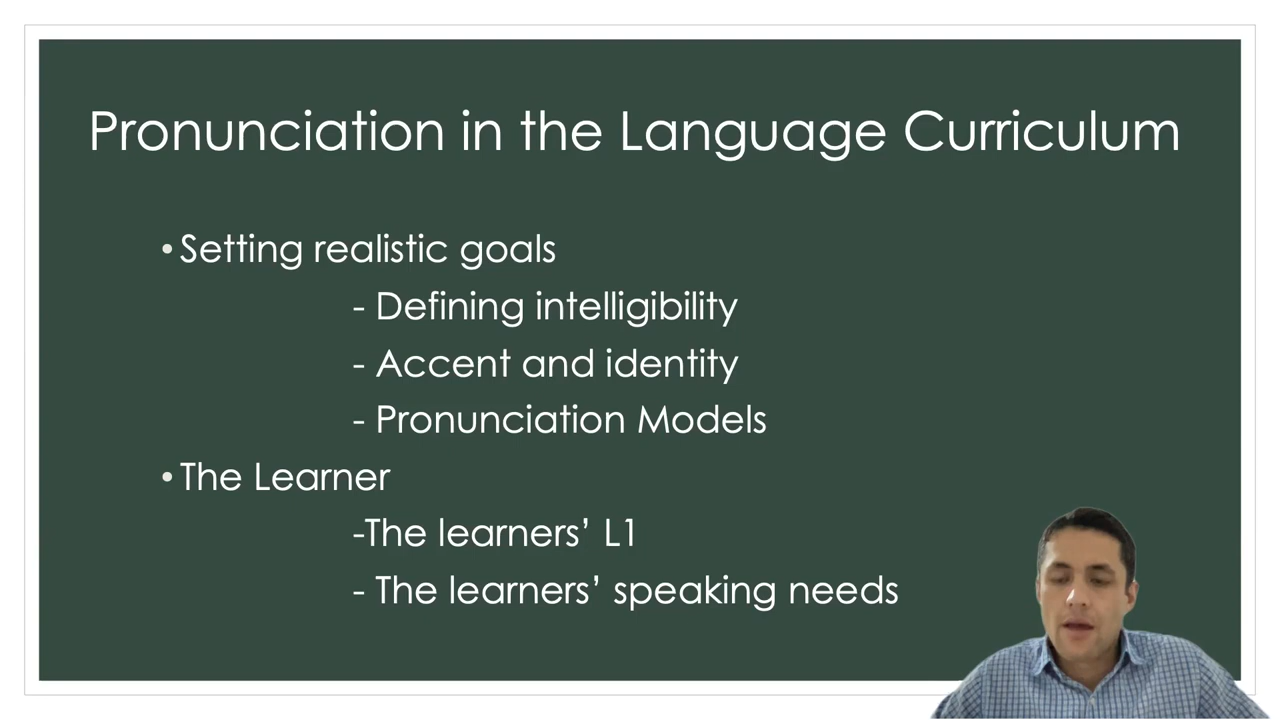 Pronunciation in the Language Curriculum
• Setting realistic goals
- Defining intelligibility
- Accent and identity
- Pronunciation Models
• The Learner
-The learners’ L1
- The learners’ speaking needs